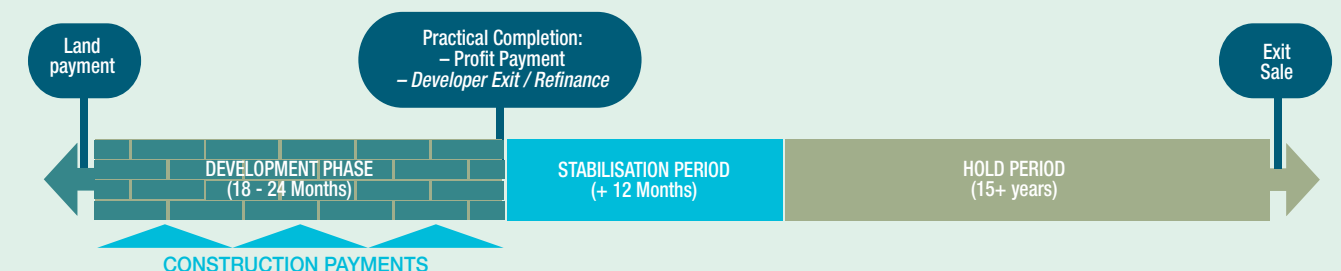 Land
payment
Practical Completion:
– Profit Payment
– Developer Exit / Refinance
Exit
Sale
DEVELOPMENT PHASE
(18 - 24 Months)
STABILISATION PERIOD
(+ 12 Months)
HOLD PERIOD
(15+ years)
CONSTRUCTION PAYMENTS